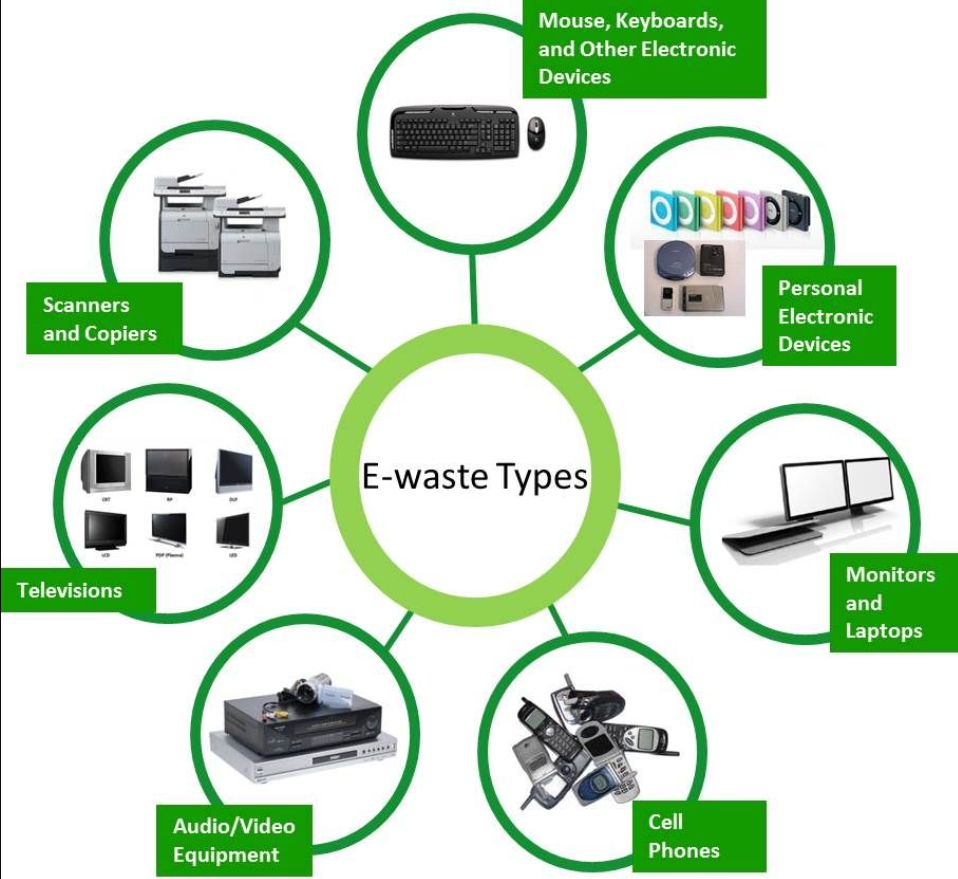 Mouse, Keyboards,
and Other Electronic
Devices
Scanners
and Copiers
Personal
Electronic
Devices
E-waste Types
CRT
RP
DLP
LCD
PDP (Plasma)
LED
Televisions
Monitors
and
Laptops
Audio/Video
Equipment
Cell
Phones